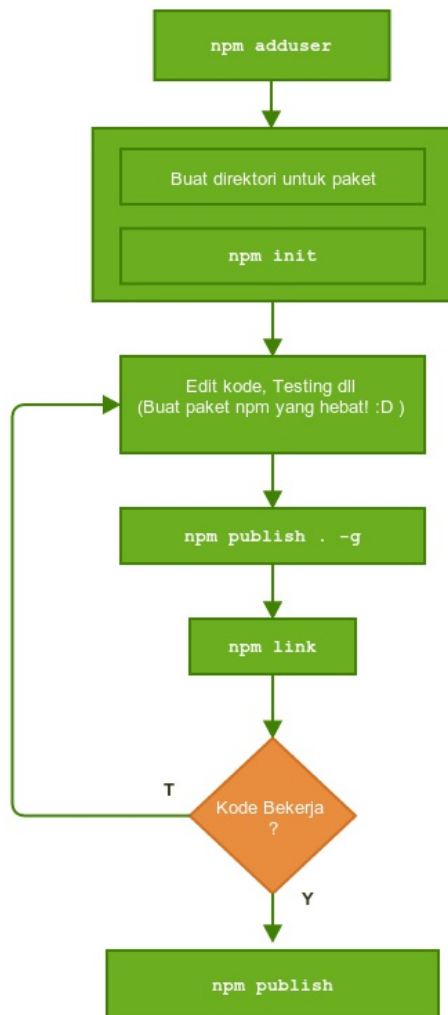 npm adduser
Buat direktori untuk paket
npm init
Edit kode, Testing dll
(Buat paket npm yang hebat! :D )
npm publish . -g
npm link
T
Kode Bekerja
?
Y
npm publish